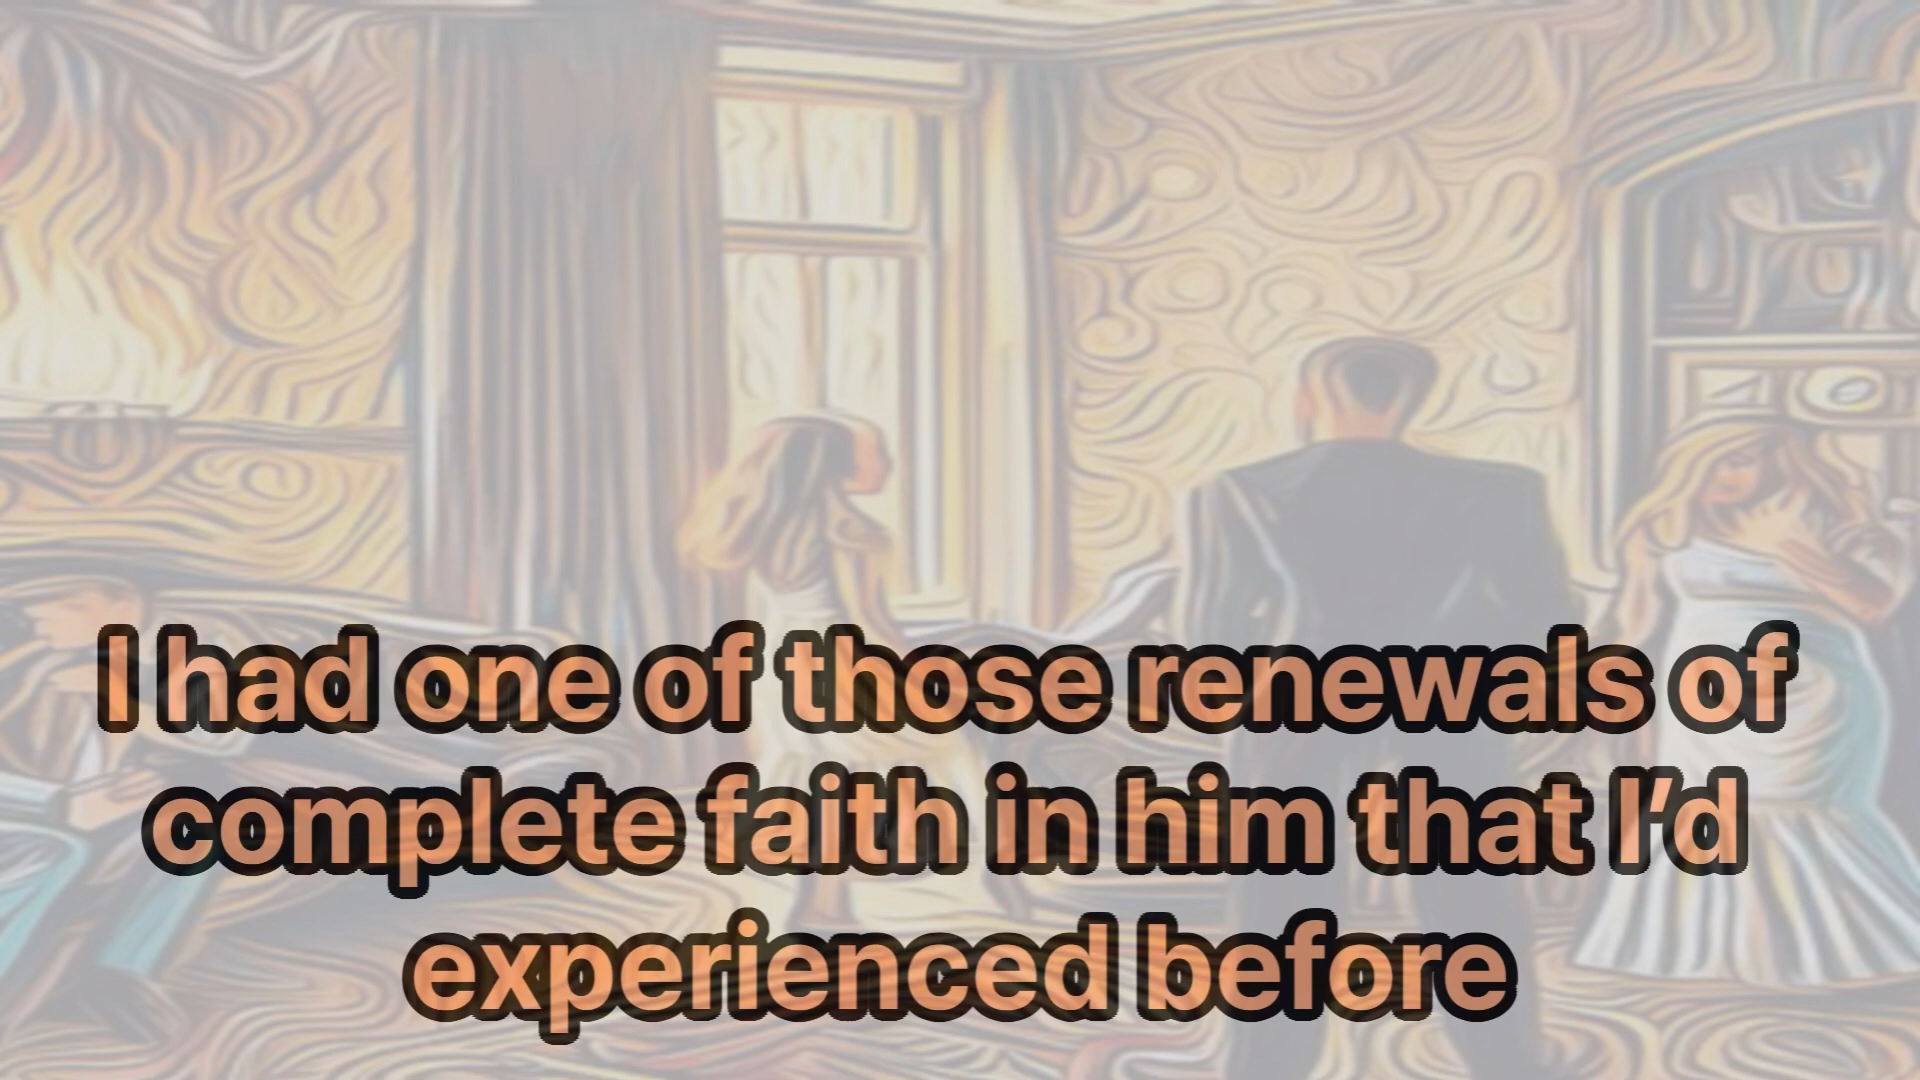 I had one of those renewals of
complete faith in him that I’d
experienced before